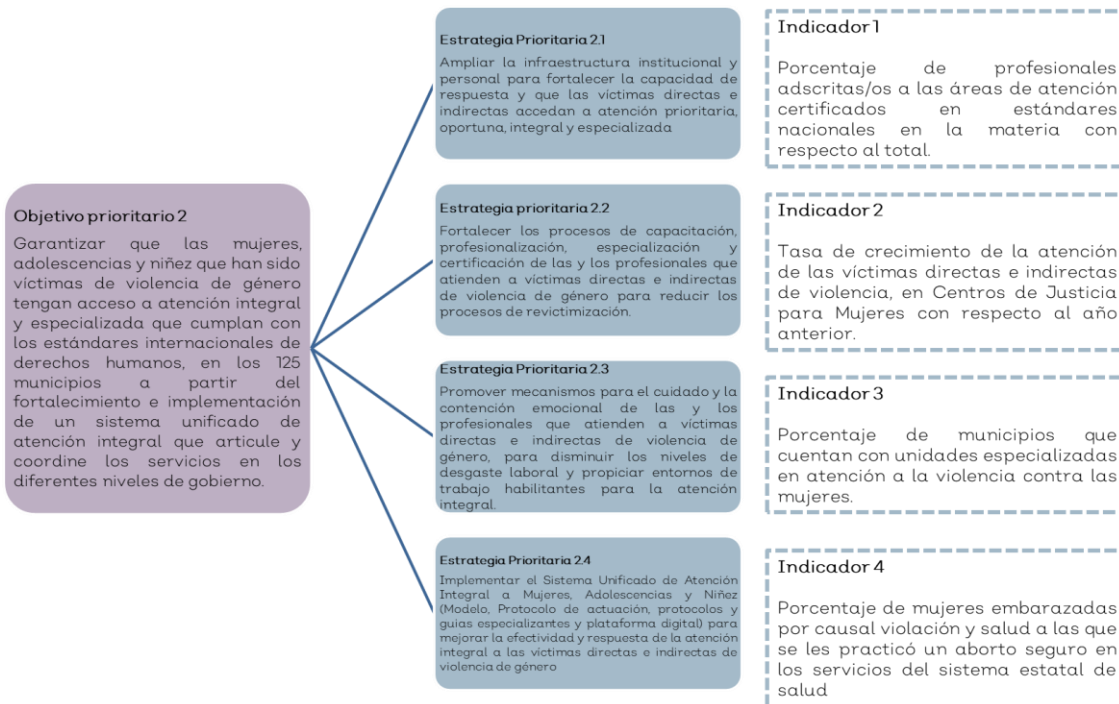 Objetivo prioritario 2
Garantizar que las mujeres,
adolescencias y niñez que han sido
víctimas de violencia de género
tengan acceso a atención integral
y especializada que cumplan con
los estándares internacionales de
derechos humanos, en los 125
municipios a partir del
fortalecimiento e implementación
de un sistema unificado de
atención integral que articule y
coordine los servicios en los
diferentes niveles de gobierno.
Estrategia Prioritaria 2.1
Ampliar la infraestructura institucional y
personal para fortalecer la capacidad de
respuesta y que las víctimas directas e
indirectas accedan a atención prioritaria,
oportuna, integral y especializada
Estrategia prioritaria 2.2
Fortalecer los procesos de capacitación,
profesionalización, especialización y
certificación de las y los profesionales que
atienden a víctimas directas e indirectas
de violencia de género para reducir los
procesos de revictimización.
Estrategia Prioritaria 2.3
Promover mecanismos para el cuidado y la
contención emocional de las y los
profesionales que atienden a víctimas
directas e indirectas de violencia de
género, para disminuir los niveles de
desgaste laboral y propiciar entornos de
trabajo habilitantes para la atención
integral.
Estrategia Prioritaria 2.4
Implementar el Sistema Unificado de Atención
Integral a Mujeres, Adolescencias y Niñez
(Modelo, Protocolo de actuación, protocolos y
guias especializantes y plataforma digital) para
mejorar la efectividad y respuesta de la atención
integral a las víctimas directas e indirectas de
violencia de género
Indicador 1
Porcentaje de profesionales
adscritas/os a las áreas de atención
certificados en estándares
nacionales en la materia con
respecto al total.
Indicador 2
Tasa de crecimiento de la atención
de las víctimas directas e indirectas
de violencia, en Centros de Justicia
para Mujeres con respecto al año
anterior.
Indicador 3
Porcentaje de municipios que
cuentan con unidades especializadas
en atención a la violencia contra las
mujeres.
Indicador 4
Porcentaje de mujeres embarazadas
por causal violación y salud a las que
se les practicó un aborto seguro en
los servicios del sistema estatal de
salud